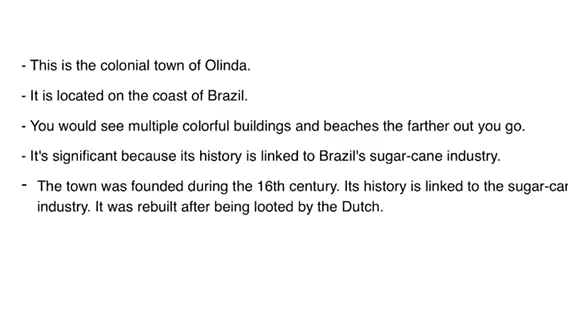 - This is the colonial town of Olinda.
- It is located on the coast of Brazil.
- You would see multiple colorful buildings and beaches the farther out you go.
- It's significant because its history is linked to Brazil's sugar-cane industry.
- The town was founded during the 16th century. Its history is linked to the
industry. It was rebuilt after being looted by the Dutch.